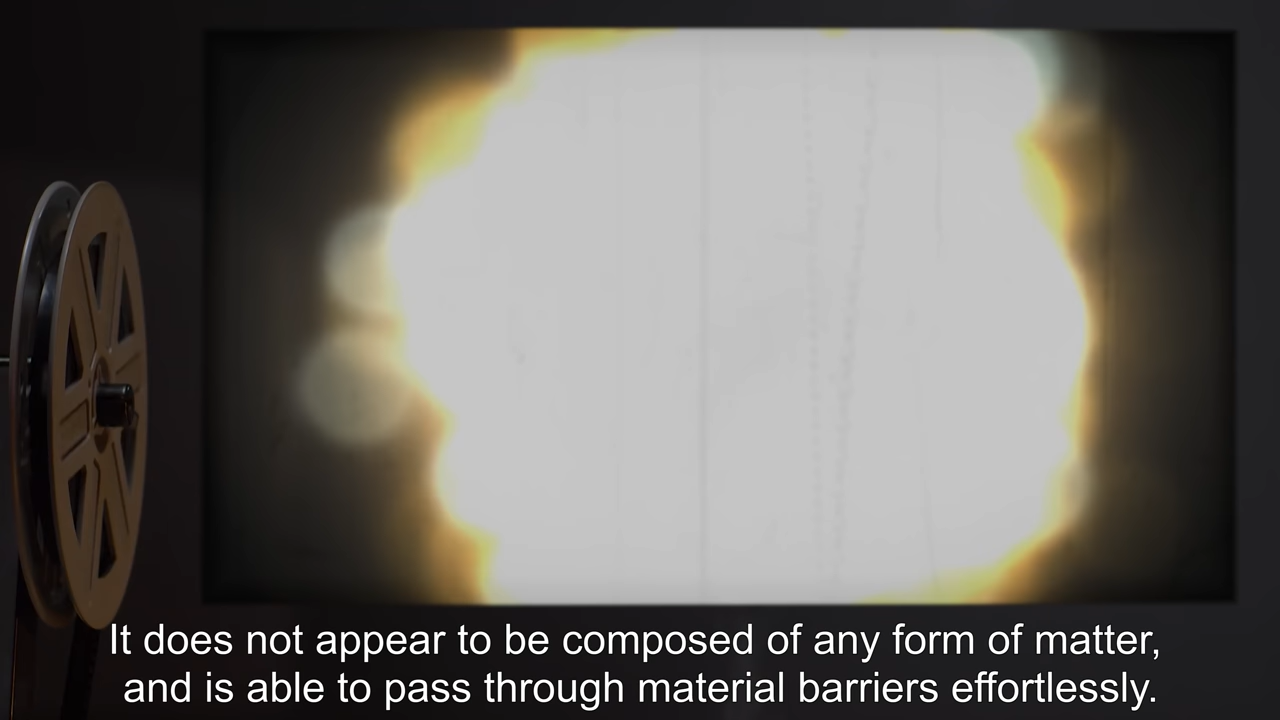 It does not appear to be composed of any form of matter,
and is able to pass through material barriers effortlessly.